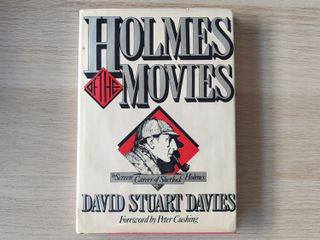 HOLMES
OF THE
MOVIES
The Screen Career of Sherlock Holmes
DAVID STUART DAVIES
Foreword by Peter Cushing